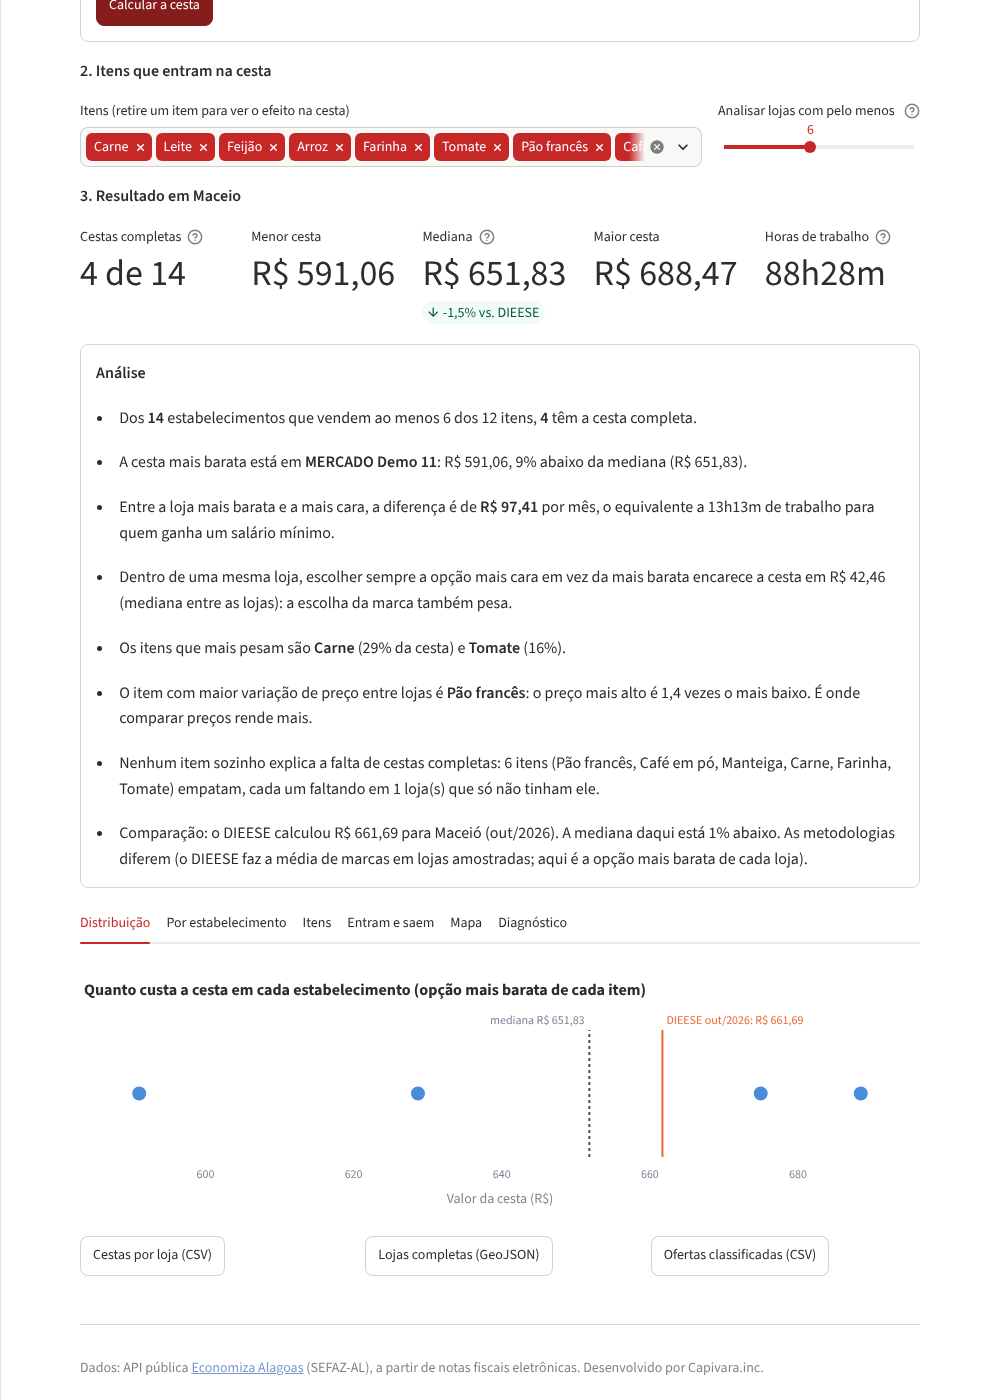 Calcular a cesta
2. Itens que entram na cesta
Itens (retire um item para ver o efeito na cesta)
Analisar lojas com pelo menos
6
Carne × Leite × Feijão × Arroz × Farinha × Tomate × Pão francês ×
3. Resultado em Maceio
Cestas completas
Menor cesta
Mediana
Maior cesta
Horas de trabalho
4 de 14
R$ 591,06
R$ 651,83
R$ 688,47
88h28m
↓ -1,5% vs. DIEESE
Análise
• Dos 14 estabelecimentos que vendem ao menos 6 dos 12 itens, 4 têm a cesta completa.
• A cesta mais barata está em MERCADO Demo 11: R$ 591,06, 9% abaixo da mediana (R$ 651,83).
• Entre a loja mais barata e a mais cara, a diferença é de R$ 97,41 por mês, o equivalente a 13h13m de trabalho para
quem ganha um salário mínimo.
• Dentro de uma mesma loja, escolher sempre a opção mais cara em vez da mais barata encarece a cesta em R$ 42,46
(mediana entre as lojas): a escolha da marca também pesa.
• Os itens que mais pesam são Carne (29% da cesta) e Tomate (16%).
• O item com maior variação de preço entre lojas é Pão francês: o preço mais alto é 1,4 vezes o mais baixo. É onde
comparar preços rende mais.
• Nenhum item sozinho explica a falta de cestas completas: 6 itens (Pão francês, Café em pó, Manteiga, Carne, Farinha,
Tomate) empatam, cada um faltando em 1 loja(s) que só não tinham ele.
• Comparação: o DIEESE calculou R$ 661,69 para Maceió (out/2026). A mediana daqui está 1% abaixo. As metodologias
diferem (o DIEESE faz a média de marcas em lojas amostradas; aqui é a opção mais barata de cada loja).
Distribuição
Por estabelecimento
Itens
Entram e saem
Mapa
Diagnóstico
Quanto custa a cesta em cada estabelecimento (opção mais barata de cada item)
mediana R$ 651,83
DIEESE out/2026: R$ 661,69
600
620
640
660
680
Valor da cesta (R$)
Cestas por loja (CSV)
Lojas completas (GeoJSON)
Ofertas classificadas (CSV)
Dados: API pública Economiza Alagoas (SEFAZ-AL), a partir de notas fiscais eletrônicas. Desenvolvido por Capivara.inc.